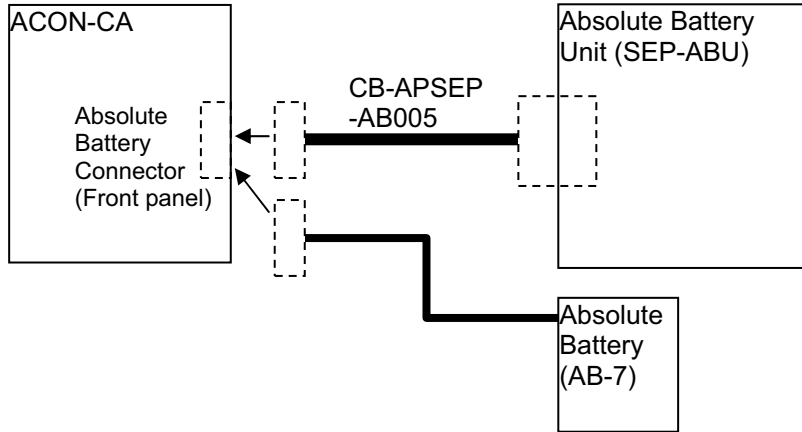 ACON-CA
Absolute
Battery
Connector
(Front panel)
CB-APSEP
-AB005
Absolute Battery
Unit (SEP-ABU)
Absolute
Battery
(AB-7)